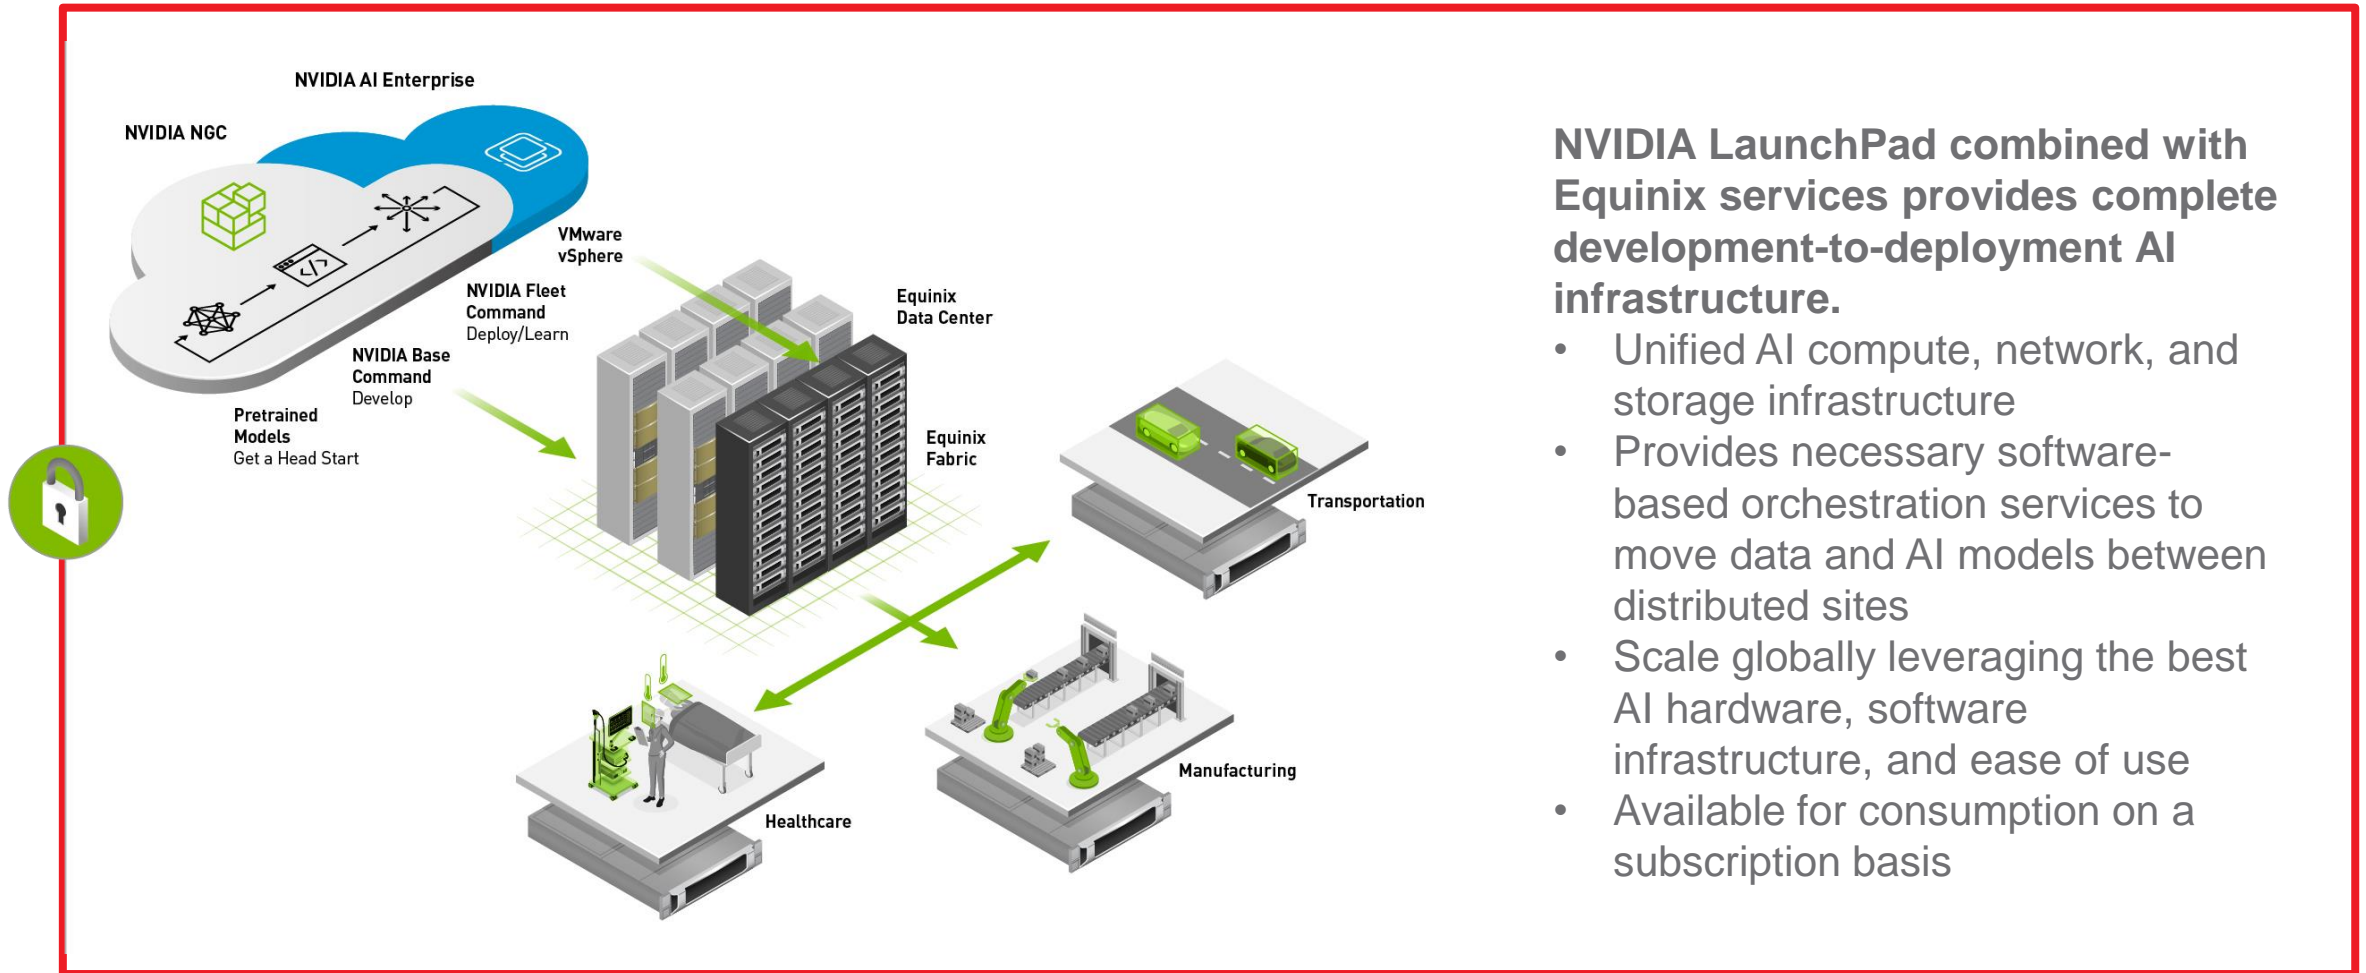 NVIDIA AI Enterprise
NVIDIA NGC
VMware
vSphere
NVIDIA Fleet
Command
Deploy/Learn
NVIDIA Base
Command
Develop
Pretrained
Models
Get a Head Start
Equinix
Data Center
Equinix
Fabric
Transportation
Manufacturing
Healthcare
NVIDIA LaunchPad combined with
Equinix services provides complete
development-to-deployment AI
infrastructure.
• Unified AI compute, network, and
storage infrastructure
• Provides necessary software-
based orchestration services to
move data and AI models between
distributed sites
• Scale globally leveraging the best
AI hardware, software
infrastructure, and ease of use
• Available for consumption on a
subscription basis